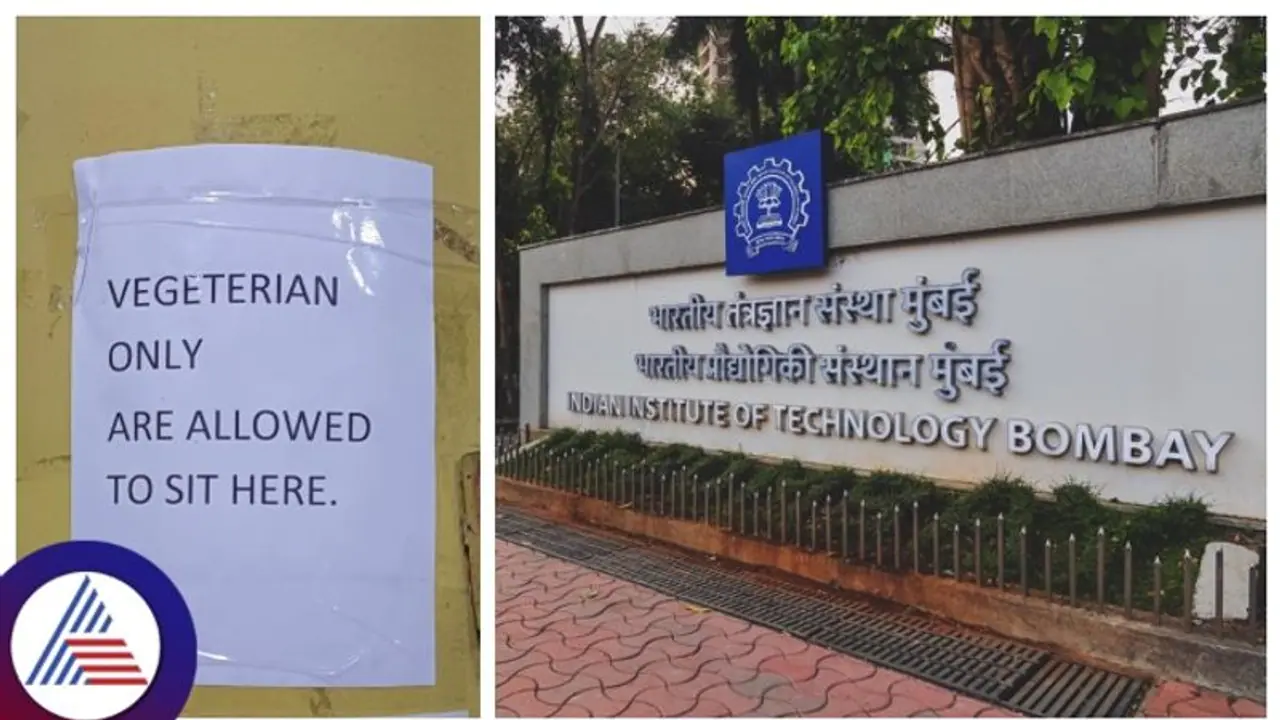 VEGETERIAN
ONLY
ARE ALLOWED
TO SIT HERE.
भारतीय तंत्रज्ञान संस्था मुंबई
भारतीय प्रौद्योगिकी संस्थान मुंबई
INDIAN INSTITUTE OF TECHNOLOGY BOMBAY